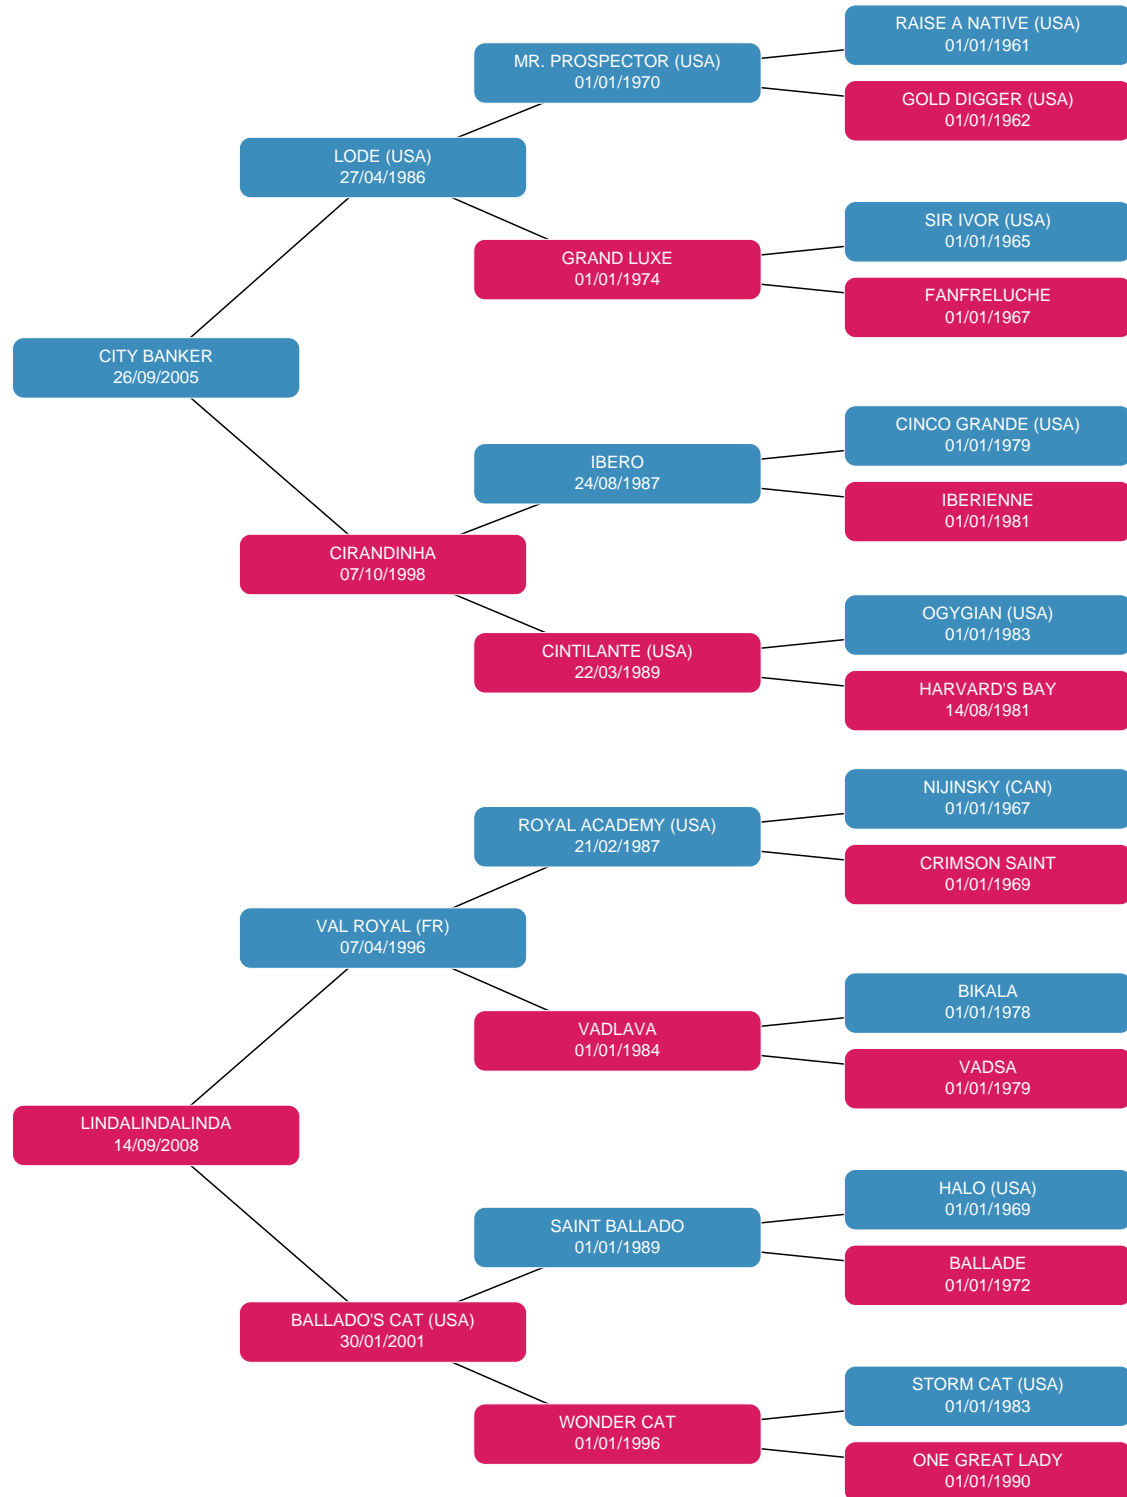 RAISE A NATIVE (USA)
01/01/1961
MR. PROSPECTOR (USA)
01/01/1970
GOLD DIGGER (USA)
01/01/1962
LODE (USA)
27/04/1986
SIR IVOR (USA)
01/01/1965
GRAND LUXE
01/01/1974
FANFRELUCHE
01/01/1967
CITY BANKER
26/09/2005
CINCO GRANDE (USA)
01/01/1979
IBERO
24/08/1987
IBERIENNE
01/01/1981
CIRANDINHA
07/10/1998
OGYGIAN (USA)
01/01/1983
CINTILANTE (USA)
22/03/1989
HARVARD'S BAY
14/08/1981
NIJINSKY (CAN)
01/01/1967
ROYAL ACADEMY (USA)
21/02/1987
CRIMSON SAINT
01/01/1969
VAL ROYAL (FR)
07/04/1996
BIKALA
01/01/1978
VADLAVA
01/01/1984
VADSA
01/01/1979
LINDALINDALINDA
14/09/2008
HALO (USA)
01/01/1969
SAINT BALLADO
01/01/1989
BALLADE
01/01/1972
BALLADO'S CAT (USA)
30/01/2001
STORM CAT (USA)
01/01/1983
WONDER CAT
01/01/1996
ONE GREAT LADY
01/01/1990